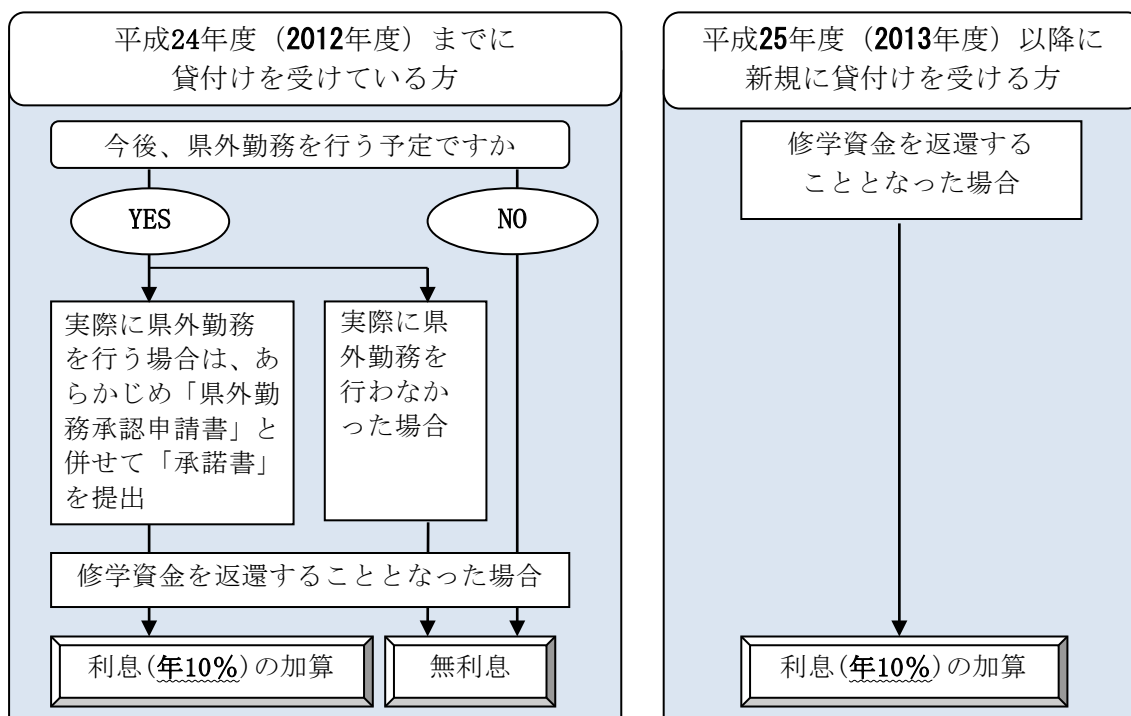 平成24年度（2012年度）までに
貸付けを受けている方
今後、県外勤務を行う予定ですか
YES
NO
実際に県外勤務
を行う場合は、あ
らかじめ「県外勤
務承認申請書」と
併せて「承諾書」
を提出
実際に県
外勤務を
行わなか
った場合
修学資金を返還することとなった場合
利息(年10％)の加算
無利息
平成25年度（2013年度）以降に
新規に貸付けを受ける方
修学資金を返還する
こととなった場合
利息(年10％)の加算